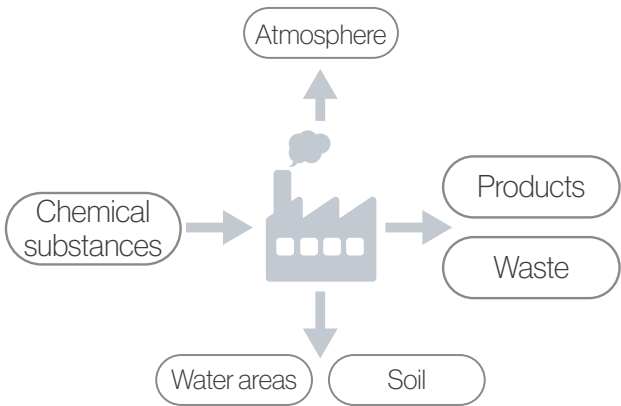 Atmosphere
Chemical
substances
Products
Waste
Water areas
Soil